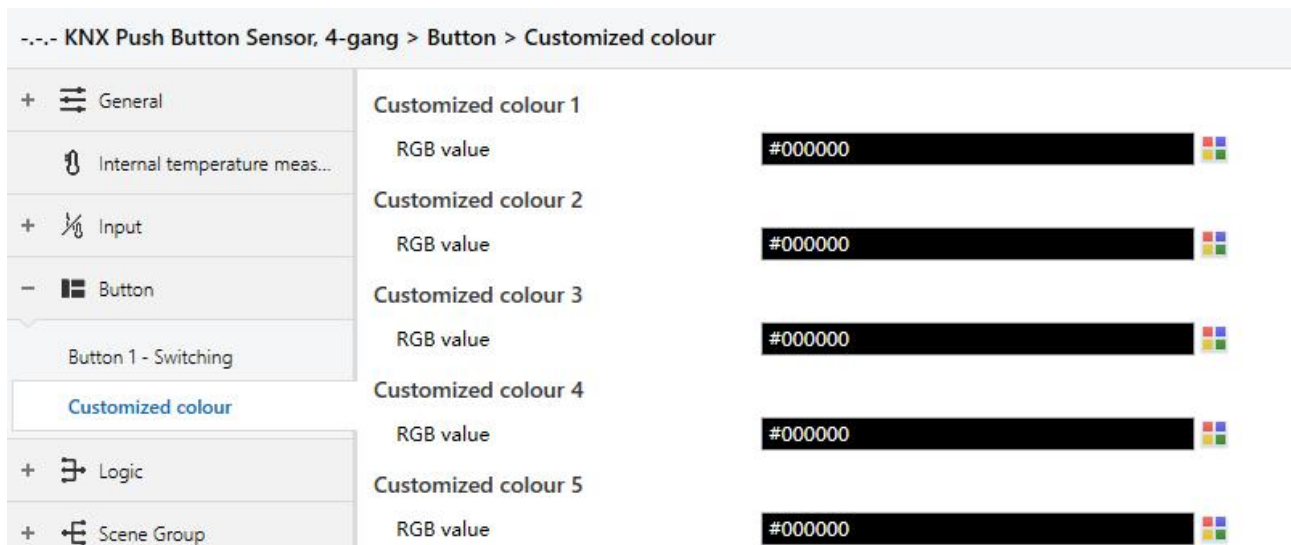 -.-.- KNX Push Button Sensor, 4-gang > Button > Customized colour
+ General
Internal temperature meas...
+ Input
− Button
Button 1 - Switching
Customized colour
+ Logic
+ Scene Group
Customized colour 1
RGB value #000000
Customized colour 2
RGB value #000000
Customized colour 3
RGB value #000000
Customized colour 4
RGB value #000000
Customized colour 5
RGB value #000000